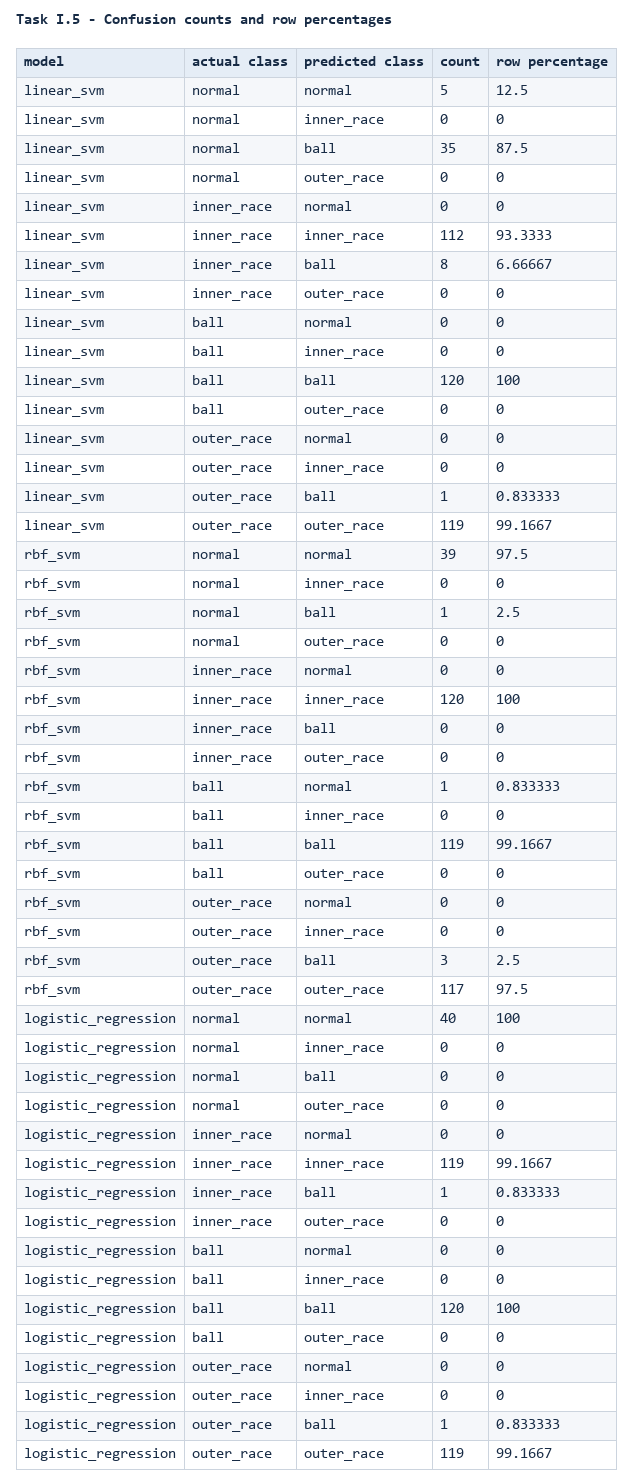 Task I.5 - Confusion counts and row percentages
model actual class predicted class count row percentage
linear_svm normal normal 5 12.5
linear_svm normal inner_race 0 0
linear_svm normal ball 35 87.5
linear_svm normal outer_race 0 0
linear_svm inner_race normal 0 0
linear_svm inner_race inner_race 112 93.3333
linear_svm inner_race ball 8 6.66667
linear_svm inner_race outer_race 0 0
linear_svm ball normal 0 0
linear_svm ball inner_race 0 0
linear_svm ball ball 120 100
linear_svm ball outer_race 0 0
linear_svm outer_race normal 0 0
linear_svm outer_race inner_race 0 0
linear_svm outer_race ball 1 0.833333
linear_svm outer_race outer_race 119 99.1667
rbf_svm normal normal 39 97.5
rbf_svm normal inner_race 0 0
rbf_svm normal ball 1 2.5
rbf_svm normal outer_race 0 0
rbf_svm inner_race normal 0 0
rbf_svm inner_race inner_race 120 100
rbf_svm inner_race ball 0 0
rbf_svm inner_race outer_race 0 0
rbf_svm ball normal 1 0.833333
rbf_svm ball inner_race 0 0
rbf_svm ball ball 119 99.1667
rbf_svm ball outer_race 0 0
rbf_svm outer_race normal 0 0
rbf_svm outer_race inner_race 0 0
rbf_svm outer_race ball 3 2.5
rbf_svm outer_race outer_race 117 97.5
logistic_regression normal normal 40 100
logistic_regression normal inner_race 0 0
logistic_regression normal ball 0 0
logistic_regression normal outer_race 0 0
logistic_regression inner_race normal 0 0
logistic_regression inner_race inner_race 119 99.1667
logistic_regression inner_race ball 1 0.833333
logistic_regression inner_race outer_race 0 0
logistic_regression ball normal 0 0
logistic_regression ball inner_race 0 0
logistic_regression ball ball 120 100
logistic_regression ball outer_race 0 0
logistic_regression outer_race normal 0 0
logistic_regression outer_race inner_race 0 0
logistic_regression outer_race ball 1 0.833333
logistic_regression outer_race outer_race 119 99.1667